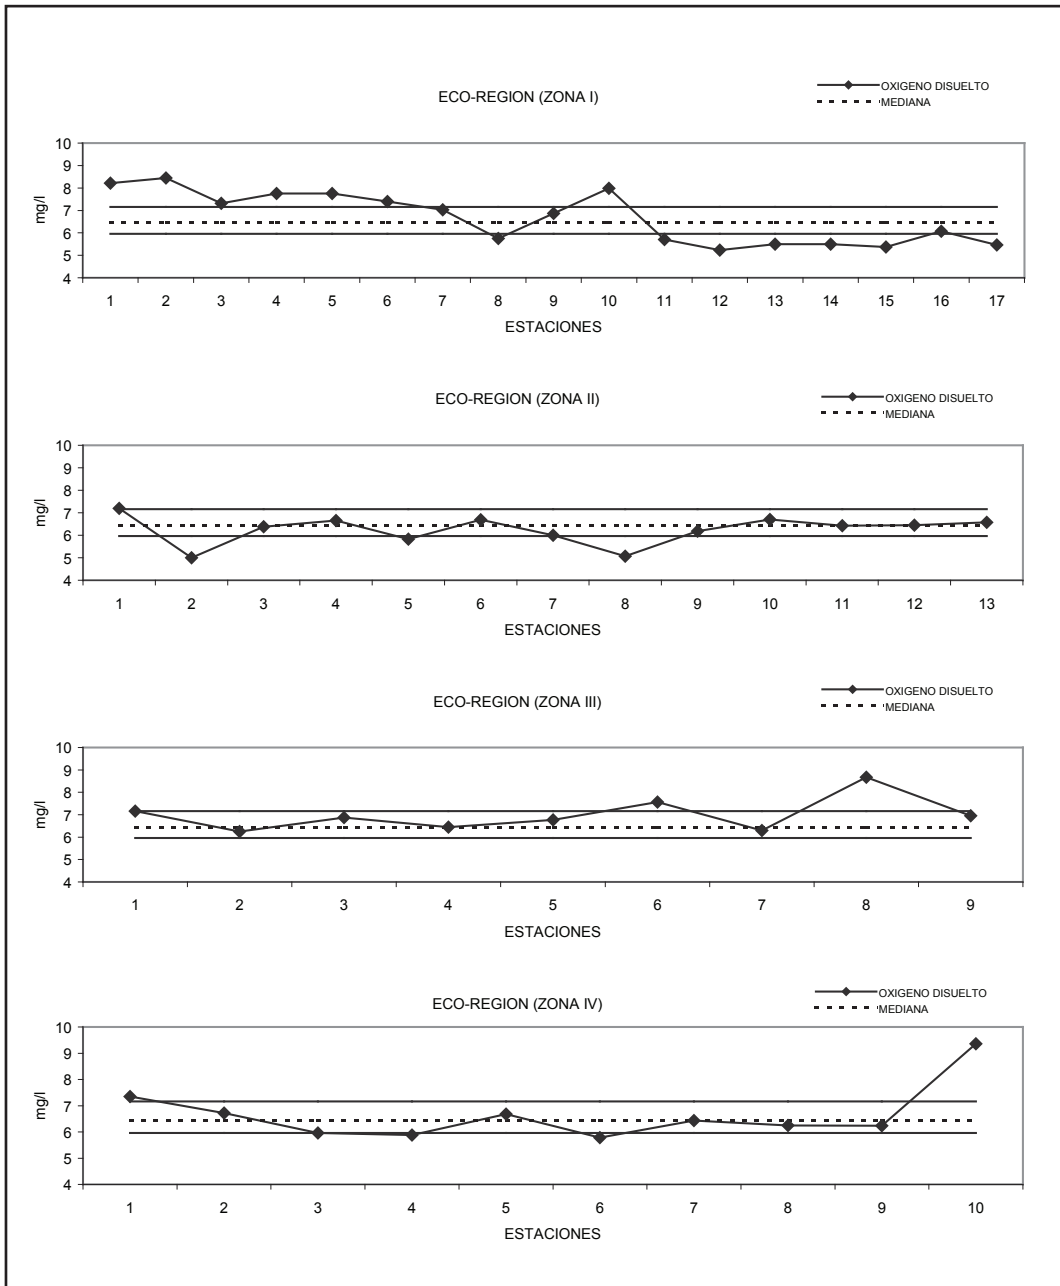 ECO-REGION (ZONA I)
OXIGENO DISUELTO
MEDIANA
mg/l
10
9
8
7
6
5
4
1 2 3 4 5 6 7 8 9 10 11 12 13 14 15 16 17
ESTACIONES
ECO-REGION (ZONA II)
OXIGENO DISUELTO
MEDIANA
mg/l
10
9
8
7
6
5
4
1 2 3 4 5 6 7 8 9 10 11 12 13
ESTACIONES
ECO-REGION (ZONA III)
OXIGENO DISUELTO
MEDIANA
mg/l
10
9
8
7
6
5
4
1 2 3 4 5 6 7 8 9
ESTACIONES
ECO-REGION (ZONA IV)
OXIGENO DISUELTO
MEDIANA
mg/l
10
9
8
7
6
5
4
1 2 3 4 5 6 7 8 9 10
ESTACIONES